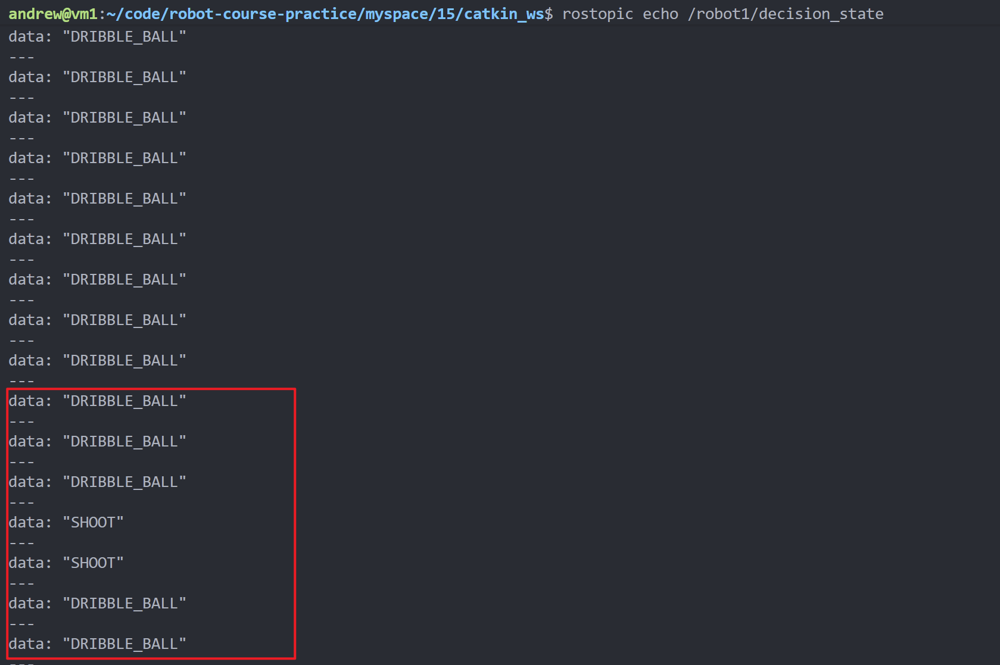 andrew@vm1:~/code/robot-course-practice/myspace/15/catkin_ws$ rostopic echo /robot1/decision_state
data: "DRIBBLE_BALL"
---
data: "DRIBBLE_BALL"
---
data: "DRIBBLE_BALL"
---
data: "DRIBBLE_BALL"
---
data: "DRIBBLE_BALL"
---
data: "DRIBBLE_BALL"
---
data: "DRIBBLE_BALL"
---
data: "DRIBBLE_BALL"
---
data: "DRIBBLE_BALL"
---
data: "DRIBBLE_BALL"
---
data: "DRIBBLE_BALL"
---
data: "DRIBBLE_BALL"
---
data: "SHOOT"
---
data: "SHOOT"
---
data: "DRIBBLE_BALL"
---
data: "DRIBBLE_BALL"
---